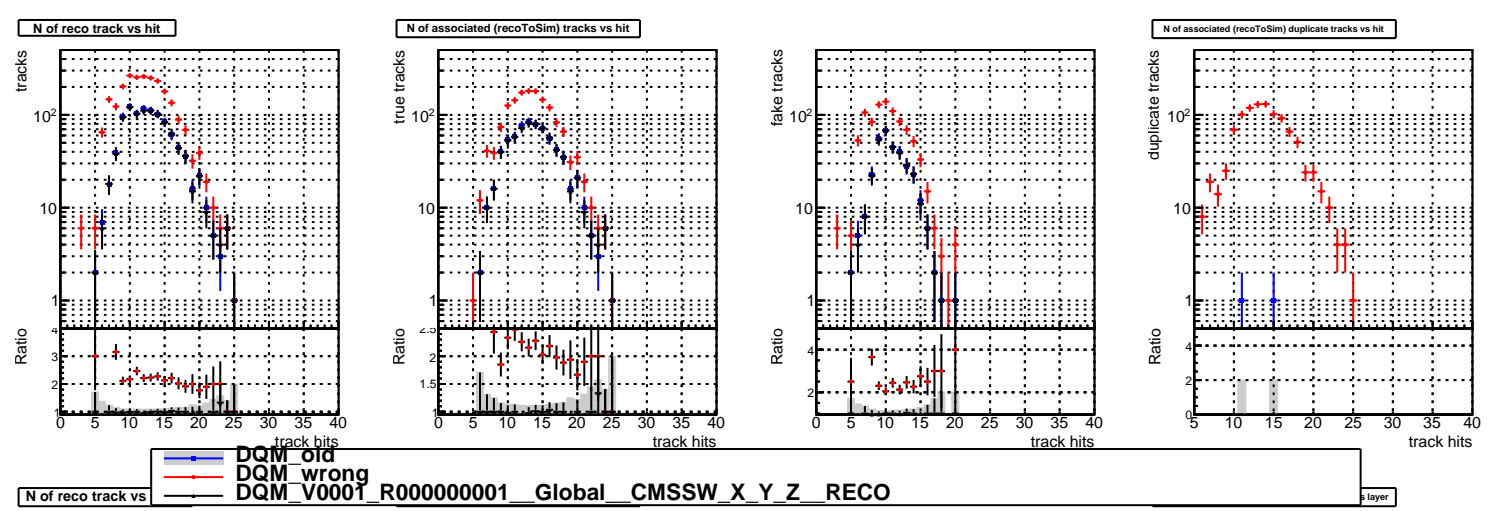 N of reco track vs hit
N of associated (recoToSim) tracks vs hit
N of associated (recoToSim) duplicate tracks vs hit
tracks
10²
10
1
Ratio
4
3
2
1
0 5 10 15 20 25 30 35 40
track hits
true tracks
10²
10
1
Ratio
2.5
2
1.5
1
0 5 10 15 20 25 30 35 40
track hits
fake tracks
10²
10
1
Ratio
4
2
0 5 10 15 20 25 30 35 40
track hits
duplicate tracks
10²
10
1
Ratio
4
2
0
5 10 15 20 25 30 35 40
track hits
DQM_old
DQM_wrong
DQM_V0001_R000000001__Global__CMSSW_X_Y_Z__RECO
N of reco track vs
s layer